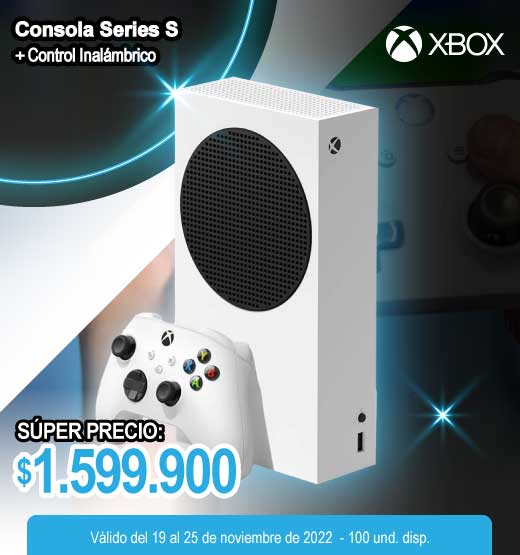 Consola Series S
+ Control Inalámbrico
XBOX
SÚPER PRECIO:
$1.599.900
Válido del 19 al 25 de noviembre de 2022 - 100 und. disp.